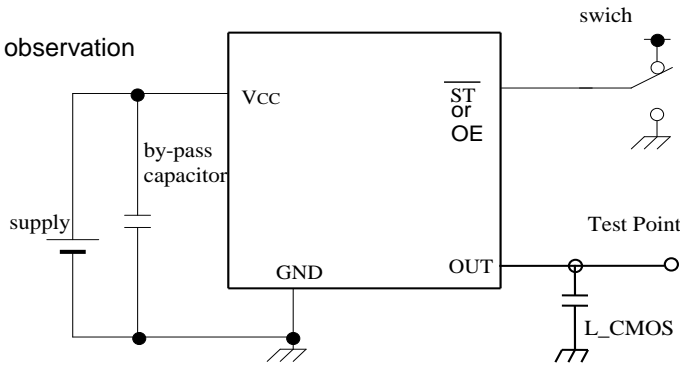 swich
observation
VCC
ST
or
OE
by-pass
capacitor
supply
Test Point
GND
OUT
L_CMOS